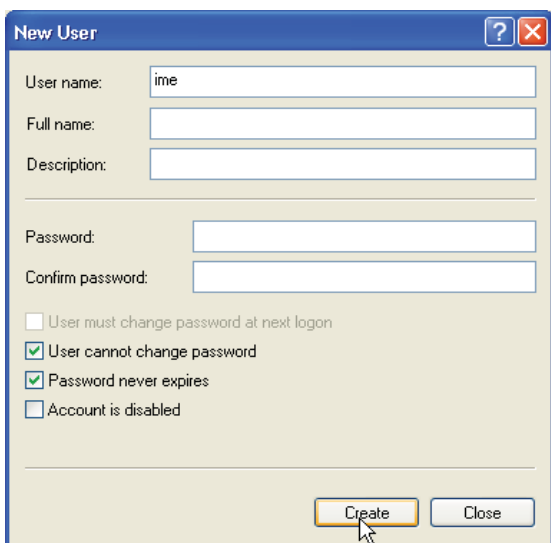 New User
User name: ime
Full name:
Description:
Password:
Confirm password:
User must change password at next logon
User cannot change password
Password never expires
Account is disabled
Create Close